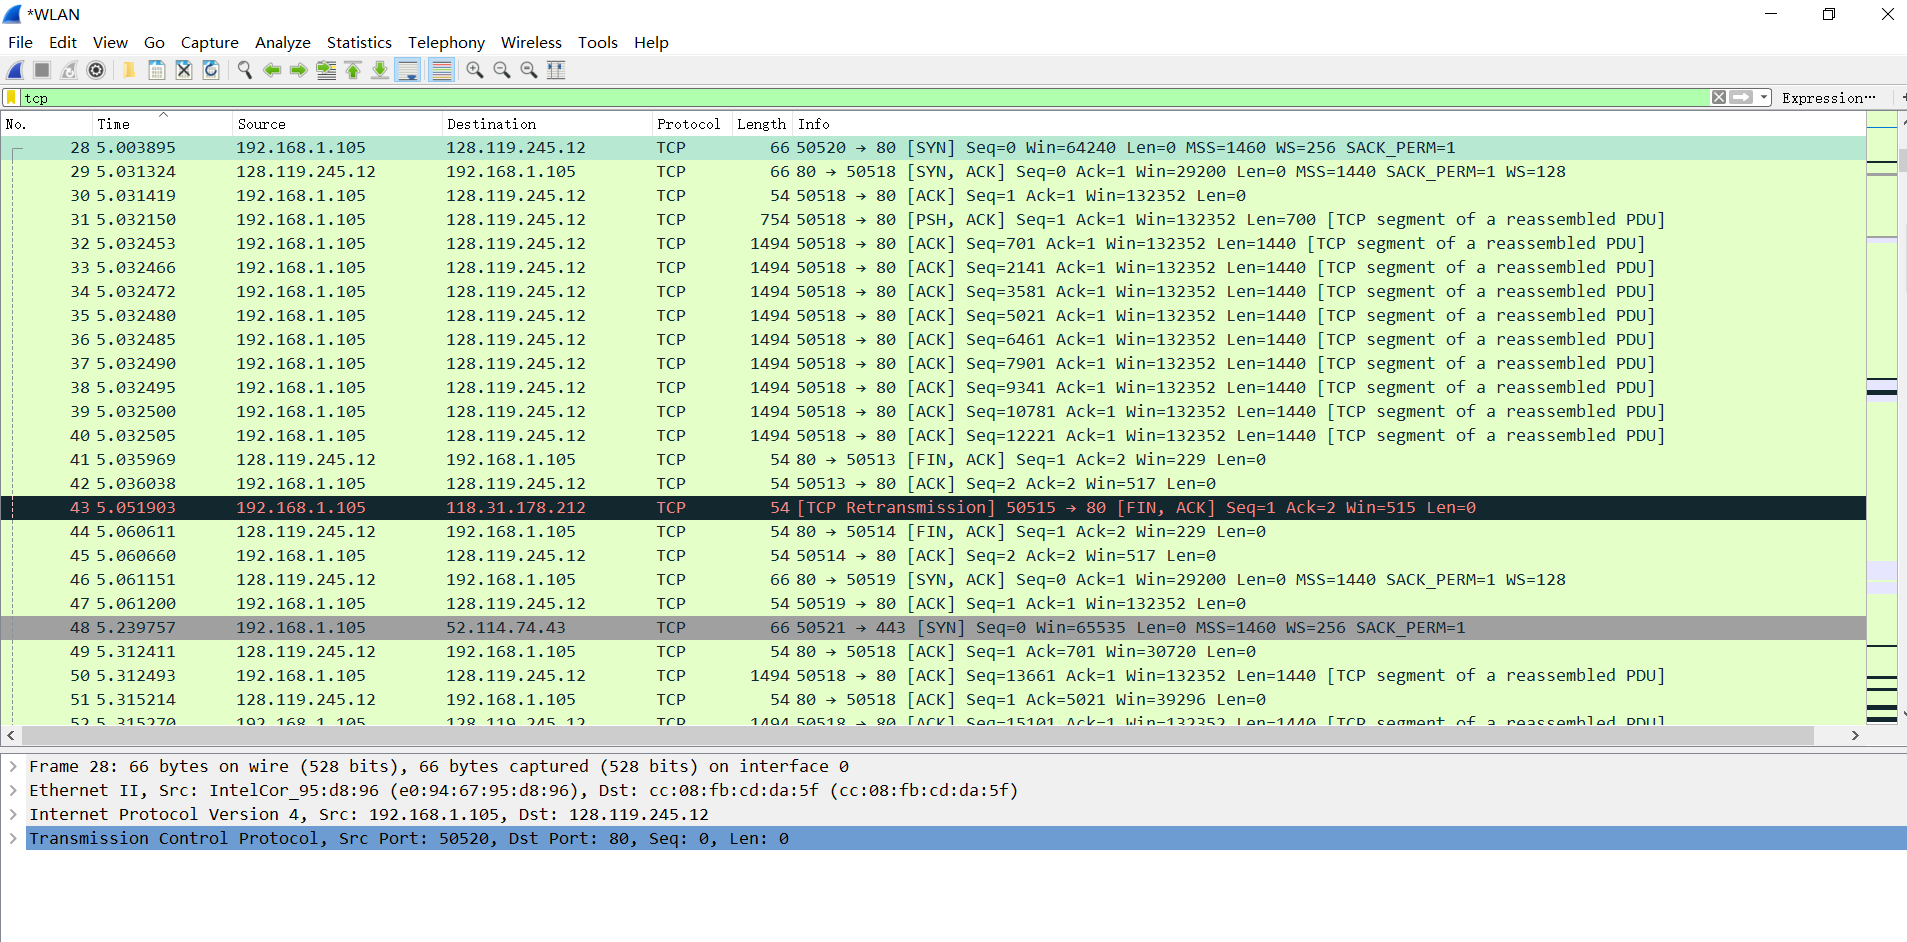 *WLAN
File Edit View Go Capture Analyze Statistics Telephony Wireless Tools Help
tcp Expression…
No. Time Source Destination Protocol Length Info
28 5.003895 192.168.1.105 128.119.245.12 TCP 66 50520 → 80 [SYN] Seq=0 Win=64240 Len=0 MSS=1460 WS=256 SACK_PERM=1
29 5.031324 128.119.245.12 192.168.1.105 TCP 66 80 → 50518 [SYN, ACK] Seq=0 Ack=1 Win=29200 Len=0 MSS=1440 SACK_PERM=1 WS=128
30 5.031419 192.168.1.105 128.119.245.12 TCP 54 50518 → 80 [ACK] Seq=1 Ack=1 Win=132352 Len=0
31 5.032150 192.168.1.105 128.119.245.12 TCP 754 50518 → 80 [PSH, ACK] Seq=1 Ack=1 Win=132352 Len=700 [TCP segment of a reassembled PDU]
32 5.032453 192.168.1.105 128.119.245.12 TCP 1494 50518 → 80 [ACK] Seq=701 Ack=1 Win=132352 Len=1440 [TCP segment of a reassembled PDU]
33 5.032466 192.168.1.105 128.119.245.12 TCP 1494 50518 → 80 [ACK] Seq=2141 Ack=1 Win=132352 Len=1440 [TCP segment of a reassembled PDU]
34 5.032472 192.168.1.105 128.119.245.12 TCP 1494 50518 → 80 [ACK] Seq=3581 Ack=1 Win=132352 Len=1440 [TCP segment of a reassembled PDU]
35 5.032480 192.168.1.105 128.119.245.12 TCP 1494 50518 → 80 [ACK] Seq=5021 Ack=1 Win=132352 Len=1440 [TCP segment of a reassembled PDU]
36 5.032485 192.168.1.105 128.119.245.12 TCP 1494 50518 → 80 [ACK] Seq=6461 Ack=1 Win=132352 Len=1440 [TCP segment of a reassembled PDU]
37 5.032490 192.168.1.105 128.119.245.12 TCP 1494 50518 → 80 [ACK] Seq=7901 Ack=1 Win=132352 Len=1440 [TCP segment of a reassembled PDU]
38 5.032495 192.168.1.105 128.119.245.12 TCP 1494 50518 → 80 [ACK] Seq=9341 Ack=1 Win=132352 Len=1440 [TCP segment of a reassembled PDU]
39 5.032500 192.168.1.105 128.119.245.12 TCP 1494 50518 → 80 [ACK] Seq=10781 Ack=1 Win=132352 Len=1440 [TCP segment of a reassembled PDU]
40 5.032505 192.168.1.105 128.119.245.12 TCP 1494 50518 → 80 [ACK] Seq=12221 Ack=1 Win=132352 Len=1440 [TCP segment of a reassembled PDU]
41 5.035969 128.119.245.12 192.168.1.105 TCP 54 80 → 50513 [FIN, ACK] Seq=1 Ack=2 Win=229 Len=0
42 5.036038 192.168.1.105 128.119.245.12 TCP 54 50513 → 80 [ACK] Seq=2 Ack=2 Win=517 Len=0
43 5.051903 192.168.1.105 118.31.178.212 TCP 54 [TCP Retransmission] 50515 → 80 [FIN, ACK] Seq=1 Ack=2 Win=515 Len=0
44 5.060611 128.119.245.12 192.168.1.105 TCP 54 80 → 50514 [FIN, ACK] Seq=1 Ack=2 Win=229 Len=0
45 5.060660 192.168.1.105 128.119.245.12 TCP 54 50514 → 80 [ACK] Seq=2 Ack=2 Win=517 Len=0
46 5.061151 128.119.245.12 192.168.1.105 TCP 66 80 → 50519 [SYN, ACK] Seq=0 Ack=1 Win=29200 Len=0 MSS=1440 SACK_PERM=1 WS=128
47 5.061200 192.168.1.105 128.119.245.12 TCP 54 50519 → 80 [ACK] Seq=1 Ack=1 Win=132352 Len=0
48 5.239757 192.168.1.105 52.114.74.43 TCP 66 50521 → 443 [SYN] Seq=0 Win=65535 Len=0 MSS=1460 WS=256 SACK_PERM=1
49 5.312411 128.119.245.12 192.168.1.105 TCP 54 80 → 50518 [ACK] Seq=1 Ack=701 Win=30720 Len=0
50 5.312493 192.168.1.105 128.119.245.12 TCP 1494 50518 → 80 [ACK] Seq=13661 Ack=1 Win=132352 Len=1440 [TCP segment of a reassembled PDU]
51 5.315214 128.119.245.12 192.168.1.105 TCP 54 80 → 50518 [ACK] Seq=1 Ack=5021 Win=39296 Len=0
52 5.315270 192.168.1.105 128.119.245.12 TCP 1494 50518 → 80 [ACK] Seq=15101 Ack=1 Win=132352 Len=1440 [TCP segment of a reassembled PDU]
Frame 28: 66 bytes on wire (528 bits), 66 bytes captured (528 bits) on interface 0
Ethernet II, Src: IntelCor_95:d8:96 (e0:94:67:95:d8:96), Dst: cc:08:fb:cd:da:5f (cc:08:fb:cd:da:5f)
Internet Protocol Version 4, Src: 192.168.1.105, Dst: 128.119.245.12
Transmission Control Protocol, Src Port: 50520, Dst Port: 80, Seq: 0, Len: 0